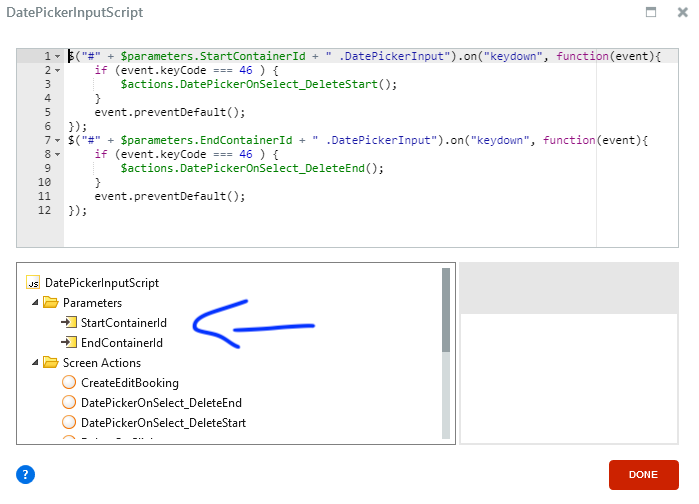 DatePickerInputScript
1 $("#" + $parameters.StartContainerId + " .DatePickerInput").on("keydown", function(event){
2 if (event.keyCode === 46 ) {
3 $actions.DatePickerOnSelect_DeleteStart();
4 }
5 event.preventDefault();
6 });
7 $("#" + $parameters.EndContainerId + " .DatePickerInput").on("keydown", function(event){
8 if (event.keyCode === 46 ) {
9 $actions.DatePickerOnSelect_DeleteEnd();
10 }
11 event.preventDefault();
12 });
JS DatePickerInputScript
Parameters
StartContainerId
EndContainerId
Screen Actions
CreateEditBooking
DatePickerOnSelect_DeleteEnd
DatePickerOnSelect_DeleteStart
?
DONE